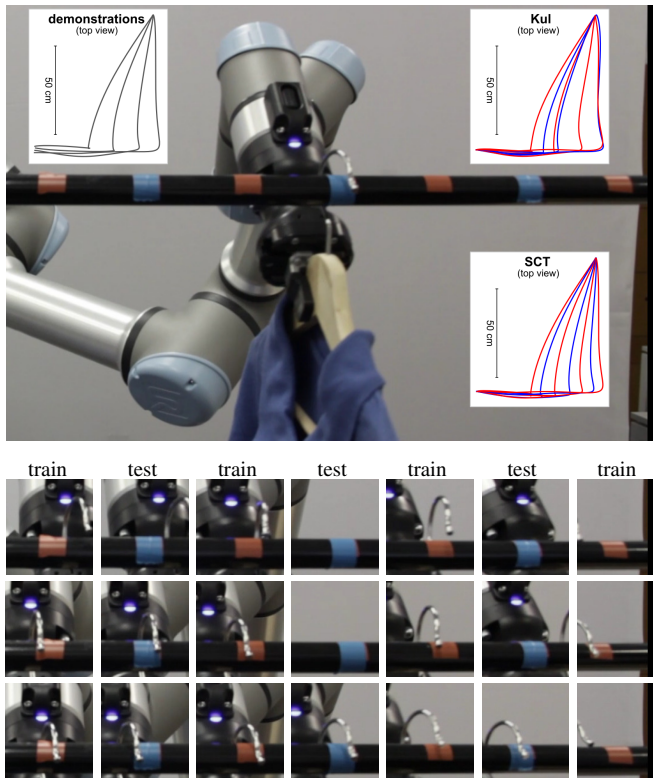 demonstrations
(top view)
50 cm
Kul
(top view)
50 cm
SCT
(top view)
50 cm
train test train test train test train